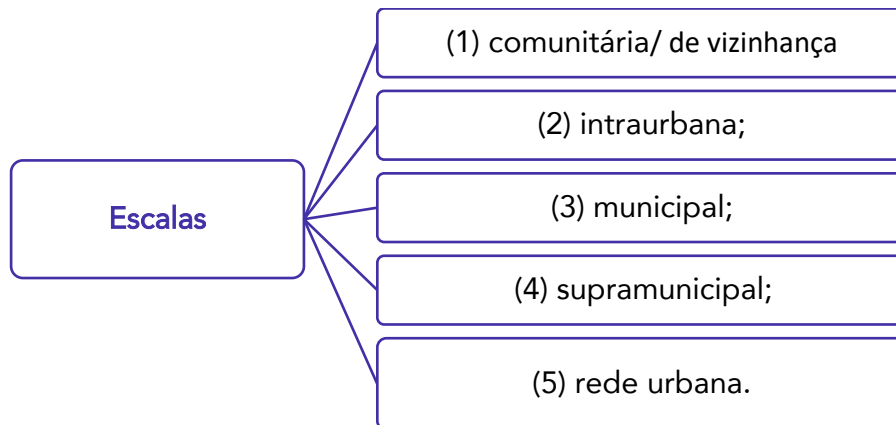 (1) comunitária/ de vizinhança
(2) intraurbana;
Escalas
(3) municipal;
(4) supramunicipal;
(5) rede urbana.